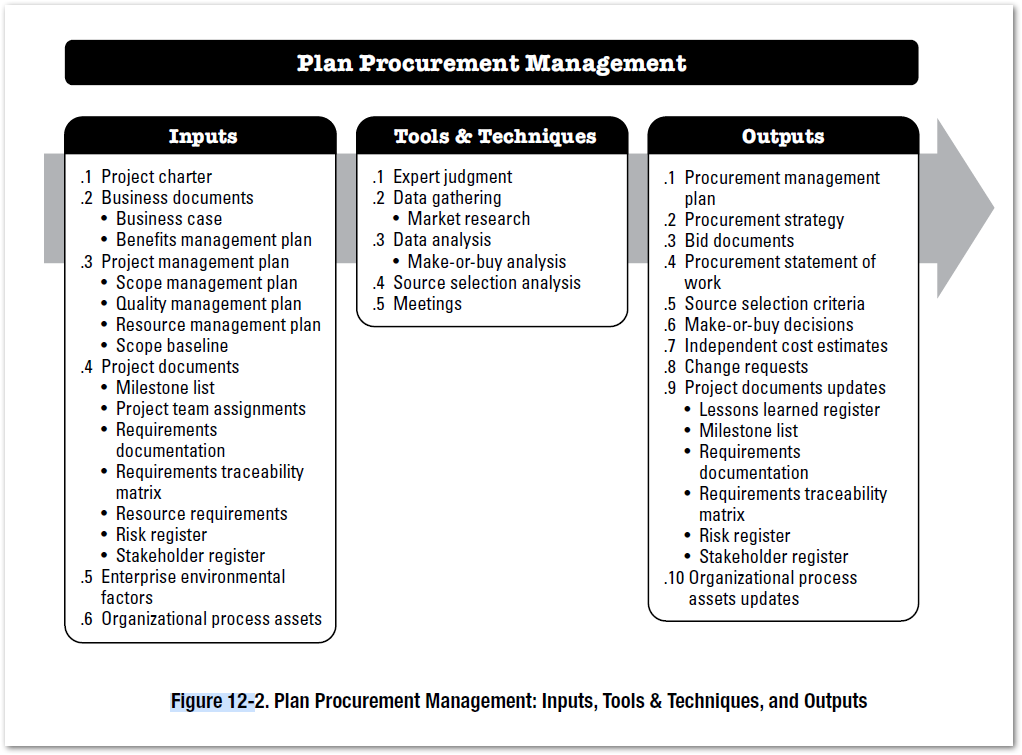 Plan Procurement Management
Inputs
.1 Project charter
.2 Business documents
• Business case
• Benefits management plan
.3 Project management plan
• Scope management plan
• Quality management plan
• Resource management plan
• Scope baseline
.4 Project documents
• Milestone list
• Project team assignments
• Requirements
documentation
• Requirements traceability
matrix
• Resource requirements
• Risk register
• Stakeholder register
.5 Enterprise environmental
factors
.6 Organizational process assets
Tools & Techniques
.1 Expert judgment
.2 Data gathering
• Market research
.3 Data analysis
• Make-or-buy analysis
.4 Source selection analysis
.5 Meetings
Outputs
.1 Procurement management
plan
.2 Procurement strategy
.3 Bid documents
.4 Procurement statement of
work
.5 Source selection criteria
.6 Make-or-buy decisions
.7 Independent cost estimates
.8 Change requests
.9 Project documents updates
• Lessons learned register
• Milestone list
• Requirements
documentation
• Requirements traceability
matrix
• Risk register
• Stakeholder register
.10 Organizational process
assets updates
Figure 12-2. Plan Procurement Management: Inputs, Tools & Techniques, and Outputs